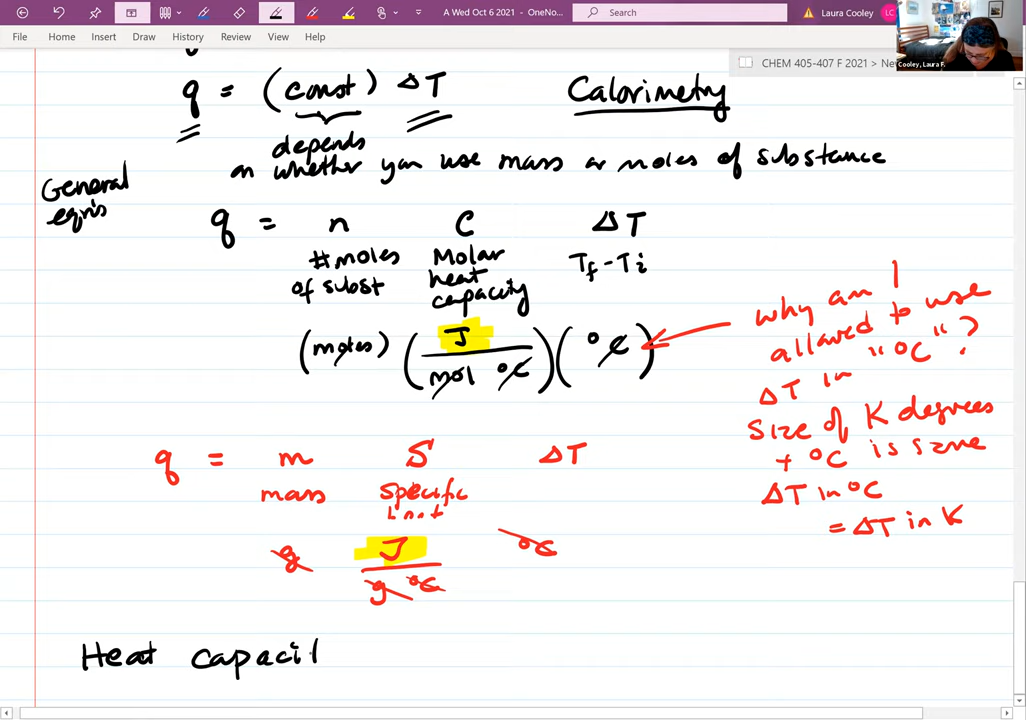 A Wed Oct 6 2021 - OneNo...
Search
Laura Cooley
LC
File Home Insert Draw History Review View Help
CHEM 405-407 F 2021 > Ne
Cooley, Laura F.
q = (const) ΔT
Calorimetry
depends
on whether you use mass or moles of substance
General
eqn's
q = n C ΔT
#moles Molar Tf - Ti
of subst heat
capacity
(moles) (J / mol °C) (°C)
why am I
allowed to use
"°C"?
ΔT in
size of K degrees
+ °C is same
ΔT in °C
= ΔT in K
q = m S ΔT
mass specific
heat
g J / g °C °C
Heat capacit